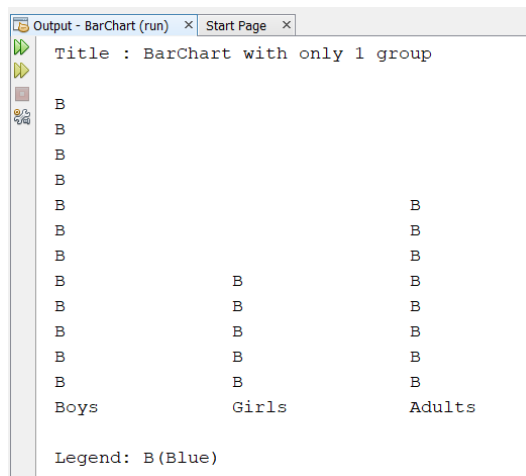 Output - BarChart (run) × Start Page ×
Title : BarChart with only 1 group
B
B
B
B
B B
B B
B B
B B B
B B B
B B B
B B B
B B B
Boys Girls Adults
Legend: B(Blue)